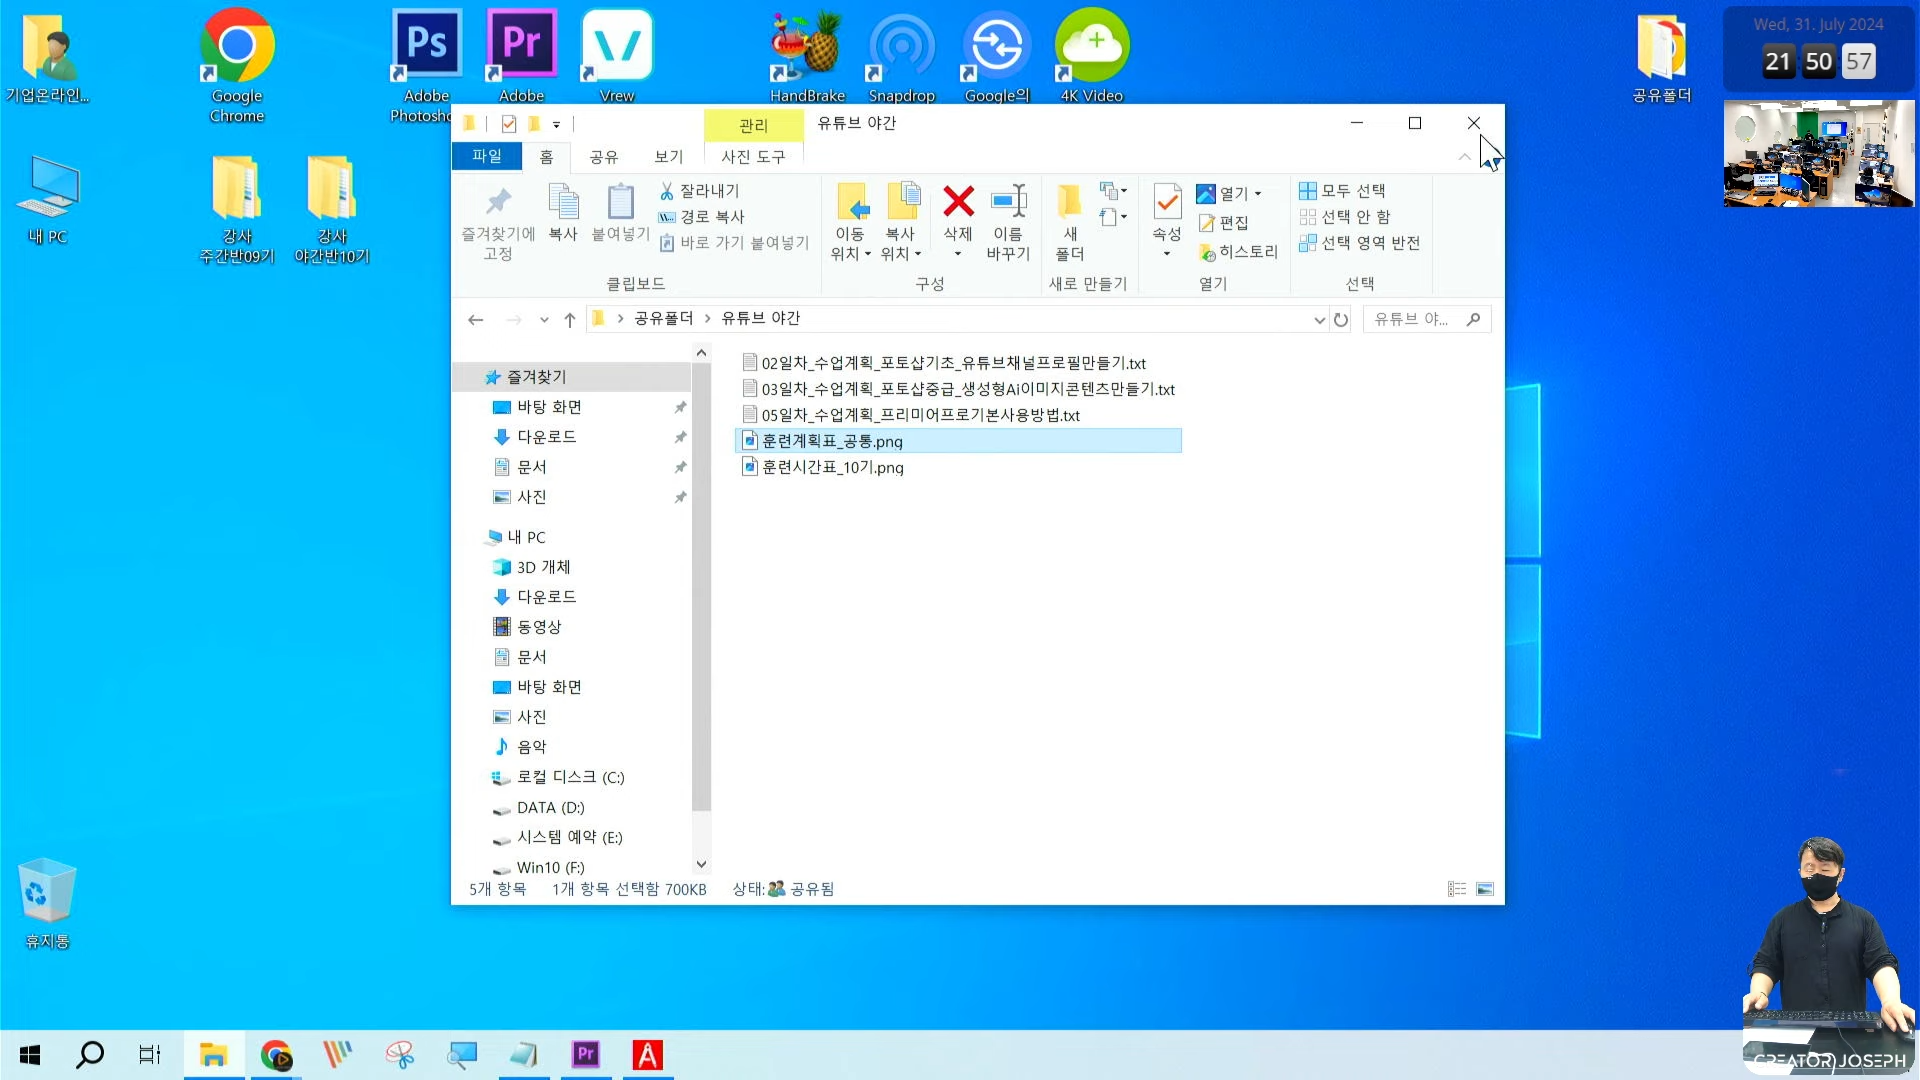 기업온라인...
Google
Chrome
Ps
Adobe
Photosho
Pr
Adobe
Vrew
HandBrake
Snapdrop
Google의
4K Video
공유폴더
Wed, 31. July 2024
21 50 57
내 PC
강사
주간반09기
강사
야간반10기
휴지통
관리
유튜브 야간
파일
홈
공유
보기
사진 도구
즐겨찾기에
고정
복사
붙여넣기
잘라내기
경로 복사
바로 가기 붙여넣기
클립보드
이동
위치
복사
위치
삭제
이름
바꾸기
구성
새
폴더
새로 만들기
속성
열기
편집
히스토리
열기
모두 선택
선택 안 함
선택 영역 반전
선택
공유폴더
유튜브 야간
유튜브 야...
즐겨찾기
바탕 화면
다운로드
문서
사진
내 PC
3D 개체
다운로드
동영상
문서
바탕 화면
사진
음악
로컬 디스크 (C:)
DATA (D:)
시스템 예약 (E:)
Win10 (F:)
02일차_수업계획_포토샵기초_유튜브채널프로필만들기.txt
03일차_수업계획_포토샵중급_생성형Ai이미지콘텐츠만들기.txt
05일차_수업계획_프리미어프로기본사용방법.txt
훈련계획표_공통.png
훈련시간표_10기.png
5개 항목
1개 항목 선택함 700KB
상태:
공유됨
Pr
CREATOR JOSEPH